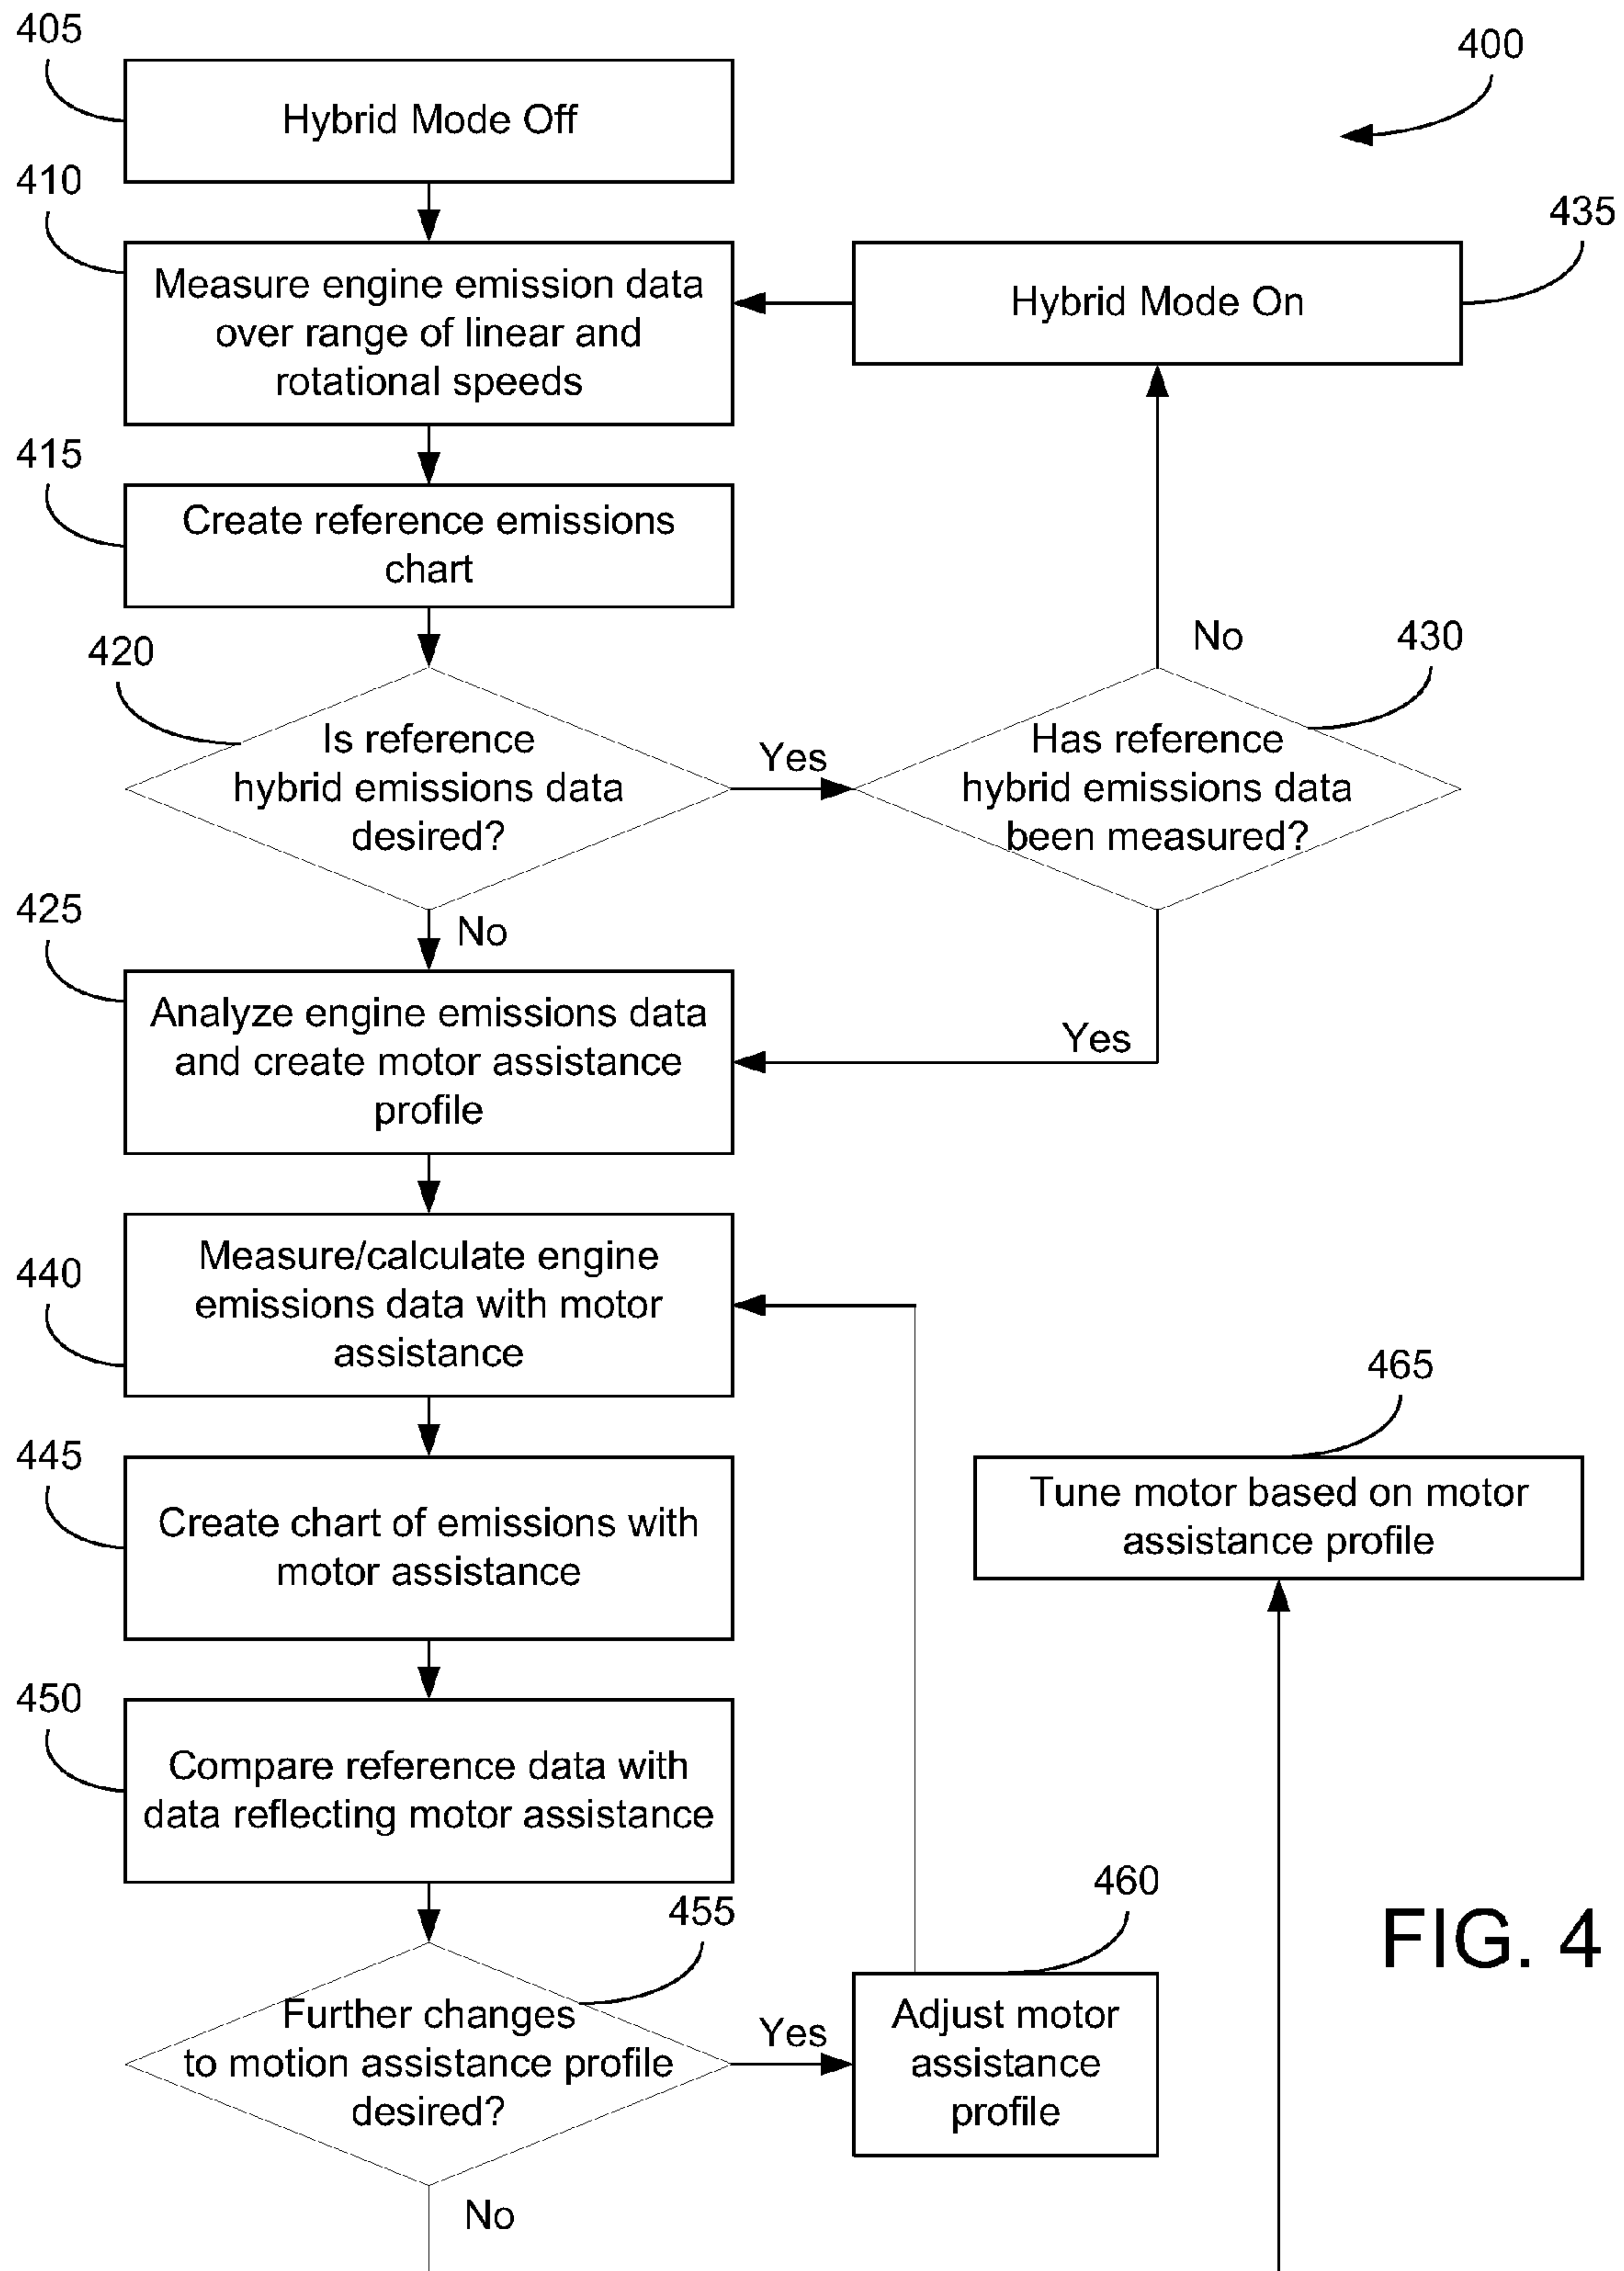 405
400
Hybrid Mode Off
410
435
Measure engine emission data
over range of linear and
rotational speeds
Hybrid Mode On
415
Create reference emissions
chart
420
No
430
Is reference
hybrid emissions data
desired?
Yes
Has reference
hybrid emissions data
been measured?
425
No
Analyze engine emissions data
and create motor assistance
profile
Yes
440
Measure/calculate engine
emissions data with motor
assistance
465
445
Create chart of emissions with
motor assistance
Tune motor based on motor
assistance profile
450
Compare reference data with
data reflecting motor assistance
455
460
FIG. 4
Further changes
to motion assistance profile
desired?
Yes
Adjust motor
assistance
profile
No